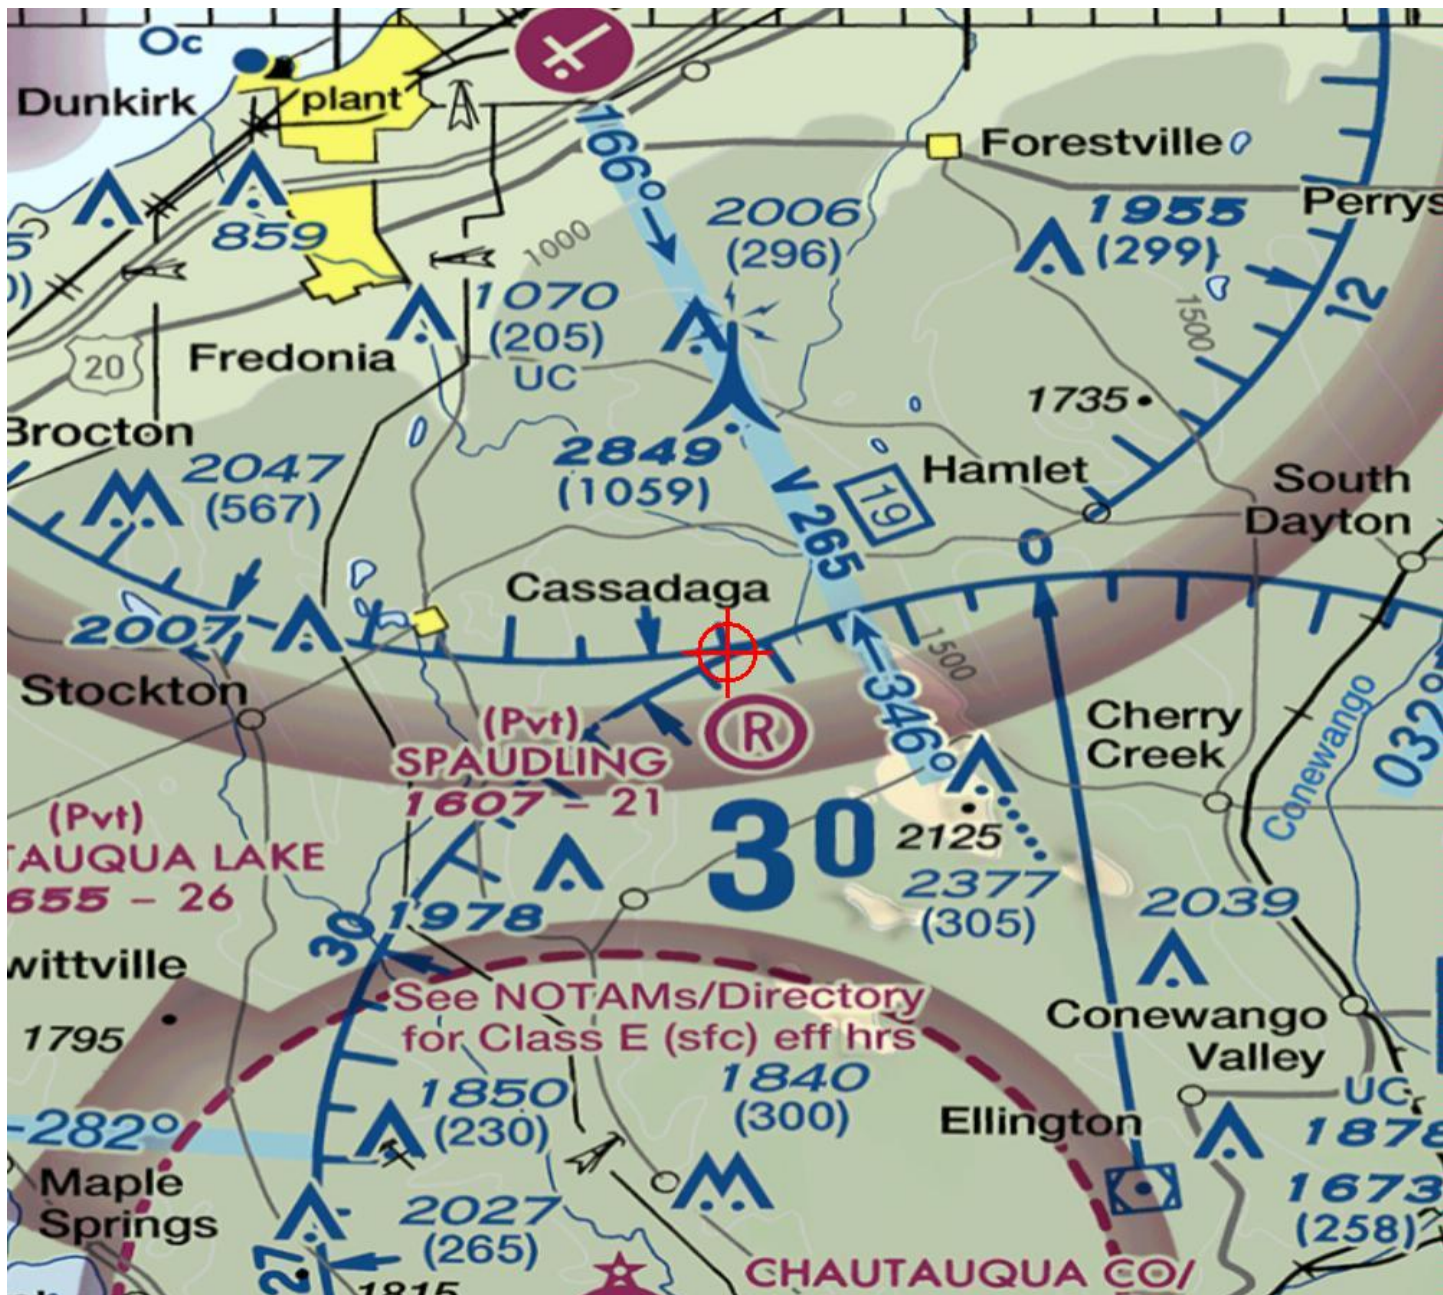 Oc
Dunkirk
plant
166°
Forestville
2006
(296)
1955
(299)
Perrys
859
1000
1070
(205)
UC
12
1500
20
Fredonia
1735
Brocton
2047
(567)
2849
(1059)
V 265
19
Hamlet
South
Dayton
0
Cassadaga
2007
1500
Stockton
(Pvt)
SPAUDLING
1607 - 21
R
346°
Cherry
Creek
Conewango
032°
(Pvt)
TAUQUA LAKE
655 - 26
30
2125
2377
(305)
2039
30
1978
wittville
1795
See NOTAMs/Directory
for Class E (sfc) eff hrs
Conewango
Valley
1850
(230)
1840
(300)
UC
1878
Ellington
282°
Maple
Springs
2027
(265)
1673
(258)
27
1815
CHAUTAUQUA CO/